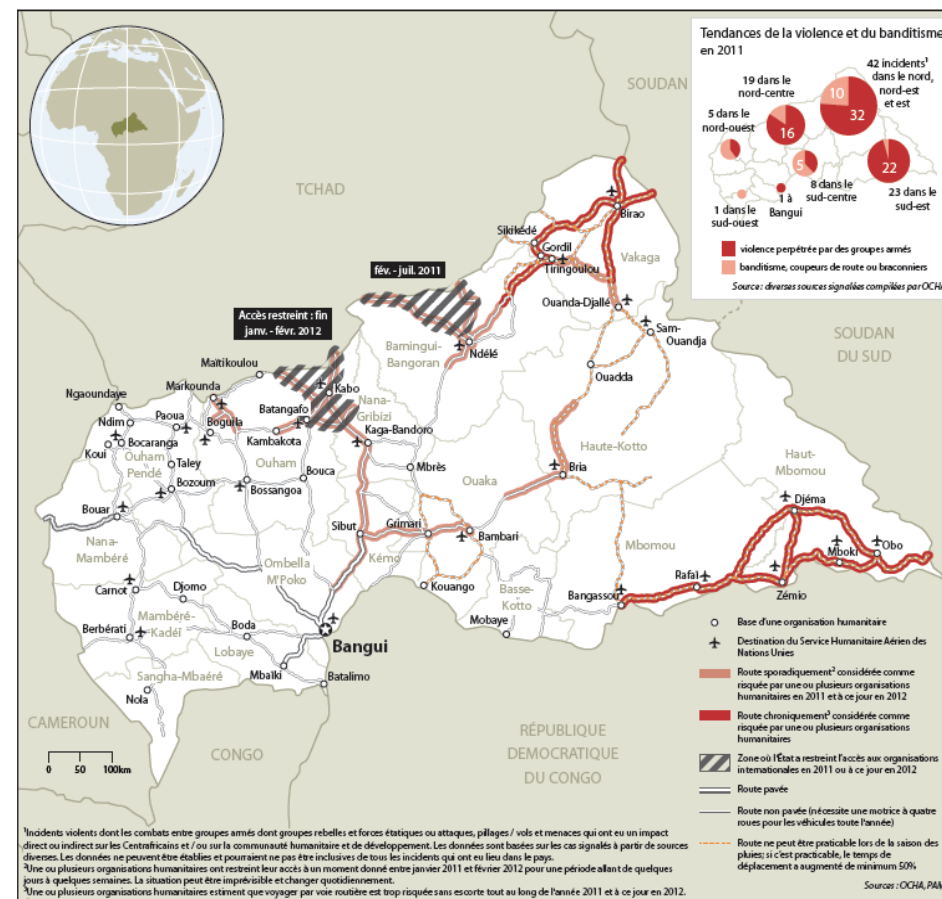 Tendances de la violence et du banditisme
en 2011
42 incidents¹
dans le nord,
nord-est
et est
19 dans le
nord-centre
5 dans le
nord-ouest
10
32
16
5
22
8 dans le
sud-centre
23 dans le
sud-est
1 à
Bangui
1 dans le
sud-ouest
violence perpétrée par des groupes armés
banditisme, coupeurs de route ou braconniers
Source : diverses sources signalées compilées par OCHA
SOUDAN
TCHAD
SOUDAN
DU SUD
CAMEROUN
CONGO
RÉPUBLIQUE
DEMOCRATIQUE
DU CONGO
fév. - juil. 2011
Accès restreint : fin
janv. - févr. 2012
Birao
Sikikédé
Gordil
Tiringoulou
Vakaga
Ouanda-Djallé
Sam-
Ouandja
Bamingui-
Bangoran
Ndélé
Ouadda
Maïtikoulou
Markounda
Ngaoundaye
Kabo
Nana-
Gribizi
Batangafo
Paoua
Ndim
Boguila
Kaga-Bandoro
Kambakota
Koui
Bocaranga
Ouham
Pendé
Taley
Ouham
Bouca
Mbrès
Ouaka
Haute-Kotto
Bria
Haut-
Mbomou
Bozoum
Bossangoa
Bouar
Djéma
Sibut
Grimari
Bambari
Mbomou
Mboki
Obo
Nana-
Mambéré
Ombella
M'Poko
Kémo
Kouango
Basse-
Kotto
Bangassou
Rafaï
Zémio
Carnot
Djomo
Mobaye
Mambéré-
Kadéï
Boda
Berbérati
Lobaye
Bangui
Mbaïki
Batalimo
Sangha-Mbaéré
Nola
0 50 100km
Base d'une organisation humanitaire
Destination du Service Humanitaire Aérien des
Nations Unies
Route sporadiquement² considérée comme
risquée par une ou plusieurs organisations
humanitaires en 2011 et à ce jour en 2012
Route chroniquement³ considérée comme
risquée par une ou plusieurs organisations
humanitaires
Zone où l'État a restreint l'accès aux organisations
internationales en 2011 ou à ce jour en 2012
Route pavée
Route non pavée (nécessite une motrice à quatre
roues pour les véhicules toute l'année)
Route ne peut être praticable lors de la saison des
pluies; si c'est practicable, le temps de
déplacement a augmenté de minimum 50%
Sources : OCHA, PAM
¹Incidents violents dont les combats entre groupes armés dont groupes rebelles et forces étatiques ou attaques, pillages / vols et menaces qui ont eu un impact
direct ou indirect sur les Centrafricains et / ou sur la communauté humanitaire et de développement. Les données sont basées sur les cas signalés à partir de sources
diverses. Les données ne peuvent être établies et pourraient ne pas être inclusives de tous les incidents qui ont eu lieu dans le pays.
²Une ou plusieurs organisations humanitaires ont restreint leur accès à un moment donné entre janvier 2011 et février 2012 pour une période allant de quelques
jours à quelques semaines. La situation peut être imprévisible et changer quotidiennement.
³Une ou plusieurs organisations humanitaires estiment que voyager par voie routière est trop risquée sans escorte tout au long de l'année 2011 et à ce jour en 2012.